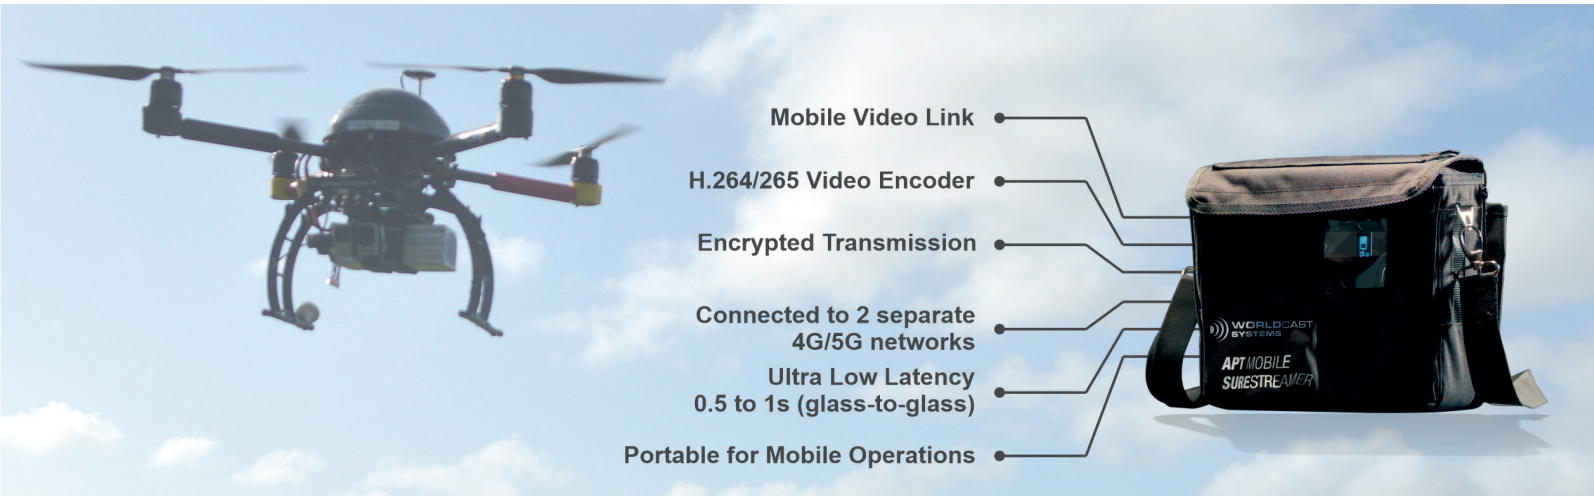 Mobile Video Link
H.264/265 Video Encoder
Encrypted Transmission
Connected to 2 separate
4G/5G networks
Ultra Low Latency
0.5 to 1s (glass-to-glass)
Portable for Mobile Operations
WORLDCAST
SYSTEMS
APT MOBILE
SURESTREAMER